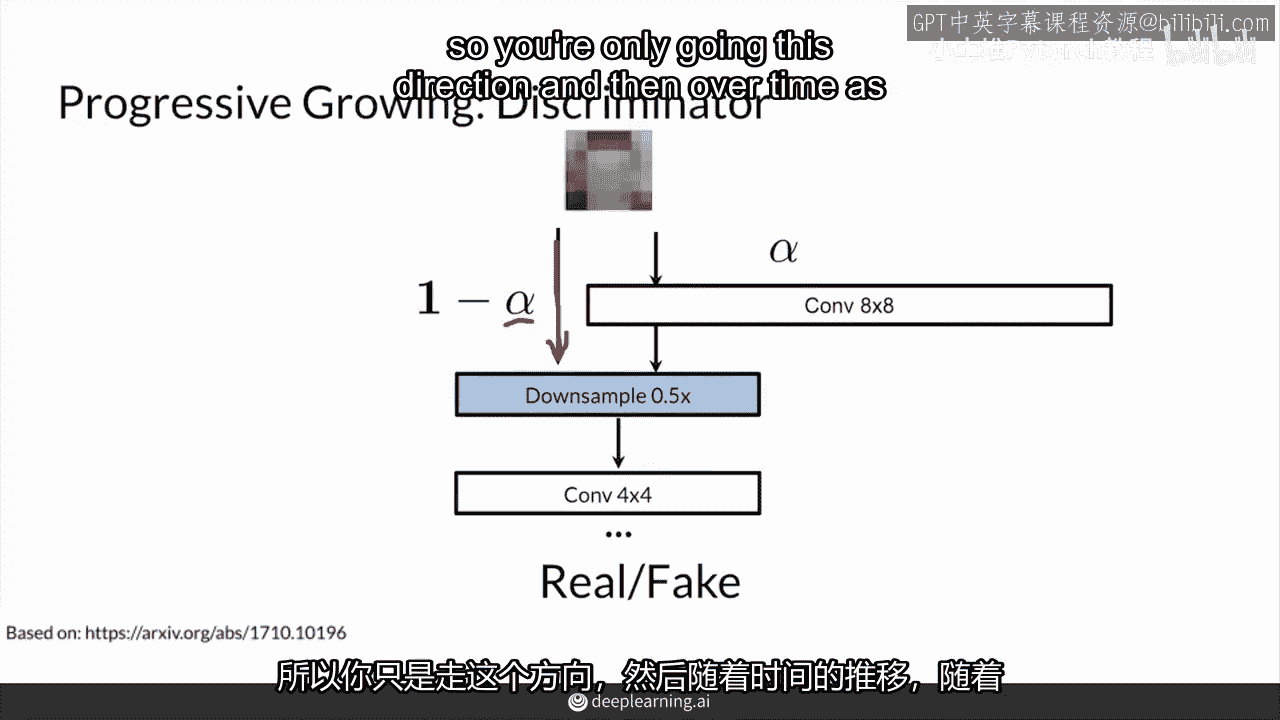 GPT中英字幕课程资源@bilibili.com
so you're only going this
direction and then over time as
Progressive Growing: Discriminator
α
1 − α
Conv 8x8
Downsample 0.5x
Conv 4x4
...
Real/Fake
Based on: https://arxiv.org/abs/1710.10196
所以你只是走这个方向，然后随着时间的推移，随着
deeplearning.ai